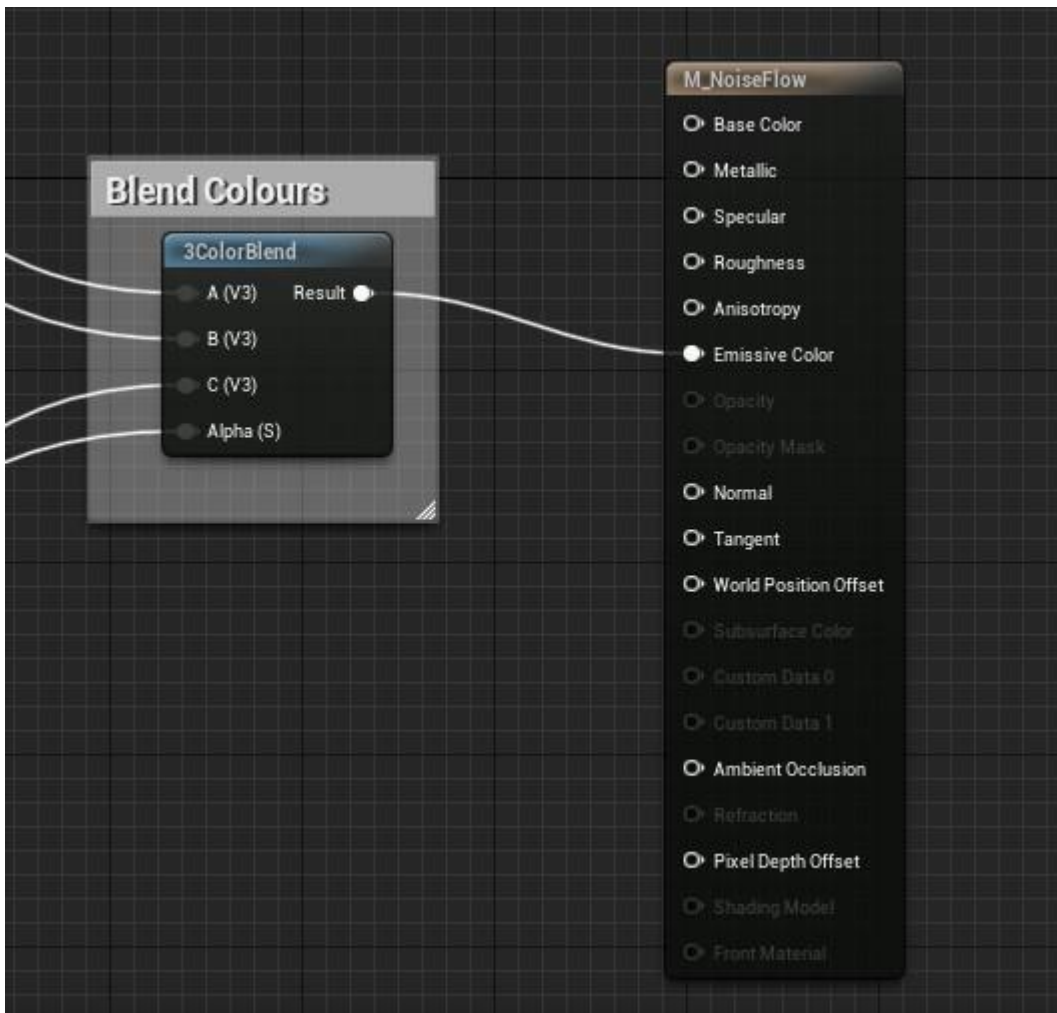 Blend Colours
3ColorBlend
A (V3) Result
B (V3)
C (V3)
Alpha (S)
M_NoiseFlow
Base Color
Metallic
Specular
Roughness
Anisotropy
Emissive Color
Opacity
Opacity Mask
Normal
Tangent
World Position Offset
Subsurface Color
Custom Data 0
Custom Data 1
Ambient Occlusion
Refraction
Pixel Depth Offset
Shading Model
Front Material